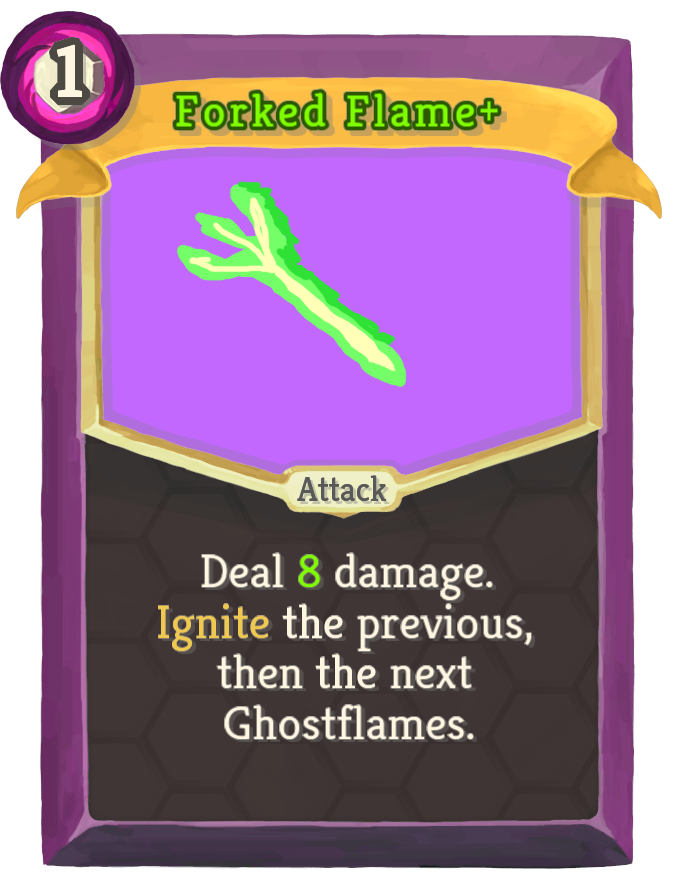 1
Forked Flame+
Attack
Deal 8 damage.
Ignite the previous,
then the next
Ghostflames.